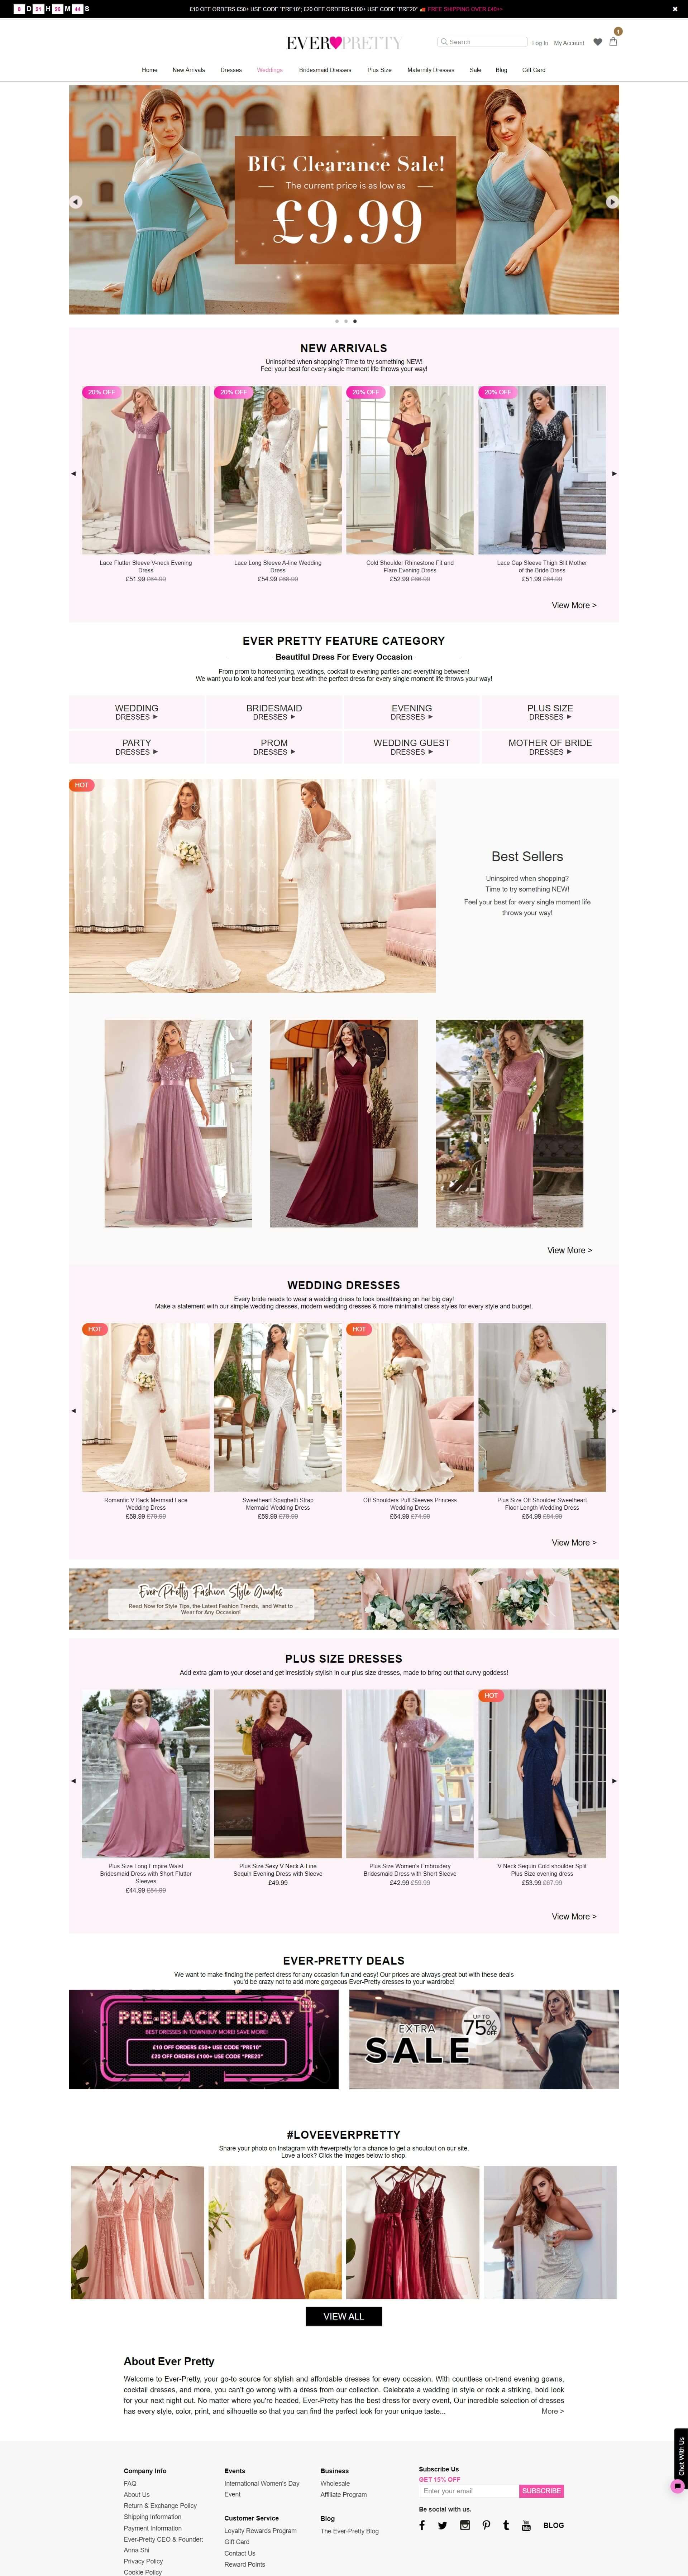 8 D 21 H 26 M 44 S
£10 OFF ORDERS £50+ USE CODE "PRE10"; £20 OFF ORDERS £100+ USE CODE "PRE20" 🚚 FREE SHIPPING OVER £40++
✖
1
EVER PRETTY
Search
Log In My Account
Home New Arrivals Dresses Weddings Bridesmaid Dresses Plus Size Maternity Dresses Sale Blog Gift Card
BIG Clearance Sale!
The current price is as low as
£9.99
NEW ARRIVALS
Uninspired when shopping? Time to try something NEW!
Feel your best for every single moment life throws your way!
20% OFF 20% OFF 20% OFF 20% OFF
Lace Flutter Sleeve V-neck Evening
Dress
£51.99 £64.99
Lace Long Sleeve A-line Wedding
Dress
£54.99 £68.99
Cold Shoulder Rhinestone Fit and
Flare Evening Dress
£52.99 £66.99
Lace Cap Sleeve Thigh Slit Mother
of the Bride Dress
£51.99 £64.99
View More >
EVER PRETTY FEATURE CATEGORY
Beautiful Dress For Every Occasion
From prom to homecoming, weddings, cocktail to evening parties and everything between!
We want you to look and feel your best with the perfect dress for every single moment life throws your way!
WEDDING
DRESSES
BRIDESMAID
DRESSES
EVENING
DRESSES
PLUS SIZE
DRESSES
PARTY
DRESSES
PROM
DRESSES
WEDDING GUEST
DRESSES
MOTHER OF BRIDE
DRESSES
HOT
Best Sellers
Uninspired when shopping?
Time to try something NEW!
Feel your best for every single moment life
throws your way!
View More >
WEDDING DRESSES
Every bride needs to wear a wedding dress to look breathtaking on her big day!
Make a statement with our simple wedding dresses, modern wedding dresses & more minimalist dress styles for every style and budget.
HOT HOT
Romantic V Back Mermaid Lace
Wedding Dress
£59.99 £79.99
Sweetheart Spaghetti Strap
Mermaid Wedding Dress
£59.99 £79.99
Off Shoulders Puff Sleeves Princess
Wedding Dress
£64.99 £74.99
Plus Size Off Shoulder Sweetheart
Floor Length Wedding Dress
£64.99 £84.99
View More >
Ever Pretty Fashion Style Guides
Read Now for Style Tips, the Latest Fashion Trends, and What to
Wear for Any Occasion!
PLUS SIZE DRESSES
Add extra glam to your closet and get irresistibly stylish in our plus size dresses, made to bring out that curvy goddess!
HOT
Plus Size Long Empire Waist
Bridesmaid Dress with Short Flutter
Sleeves
£44.99 £54.99
Plus Size Sexy V Neck A-Line
Sequin Evening Dress with Sleeve
£49.99
Plus Size Women's Embroidery
Bridesmaid Dress with Short Sleeve
£42.99 £59.99
V Neck Sequin Cold shoulder Split
Plus Size evening dress
£53.99 £67.99
View More >
EVER-PRETTY DEALS
We want to make finding the perfect dress for any occasion fun and easy! Our prices are always great but with these deals
you'd be crazy not to add more gorgeous Ever-Pretty dresses to your wardrobe!
PRE-BLACK FRIDAY
BEST DRESSES IN TOWN!BUY MORE! SAVE MORE!
£10 OFF ORDERS £50+ USE CODE "PRE10"
£20 OFF ORDERS £100+ USE CODE "PRE20"
EXTRA
SALE
UP TO
75% OFF
#LOVEEVERPRETTY
Share your photo on Instagram with #everpretty for a chance to get a shoutout on our site.
Love a look? Click the images below to shop.
VIEW ALL
About Ever Pretty
Welcome to Ever-Pretty, your go-to source for stylish and affordable dresses for every occasion. With countless on-trend evening gowns,
cocktail dresses, and more, you can't go wrong with a dress from our collection. Celebrate a wedding in style or rock a striking, bold look
for your next night out. No matter where you're headed, Ever-Pretty has the best dress for every event, Our incredible selection of dresses
has every style, color, print, and silhouette so that you can find the perfect look for your unique taste...
More >
Chat With Us
Company Info
FAQ
About Us
Return & Exchange Policy
Shipping Information
Payment Information
Ever-Pretty CEO & Founder:
Anna Shi
Privacy Policy
Cookie Policy
Events
International Women's Day
Event
Customer Service
Loyalty Rewards Program
Gift Card
Contact Us
Reward Points
Business
Wholesale
Affiliate Program
Blog
The Ever-Pretty Blog
Subscribe Us
GET 15% OFF
Enter your email
SUBSCRIBE
Be social with us.
BLOG